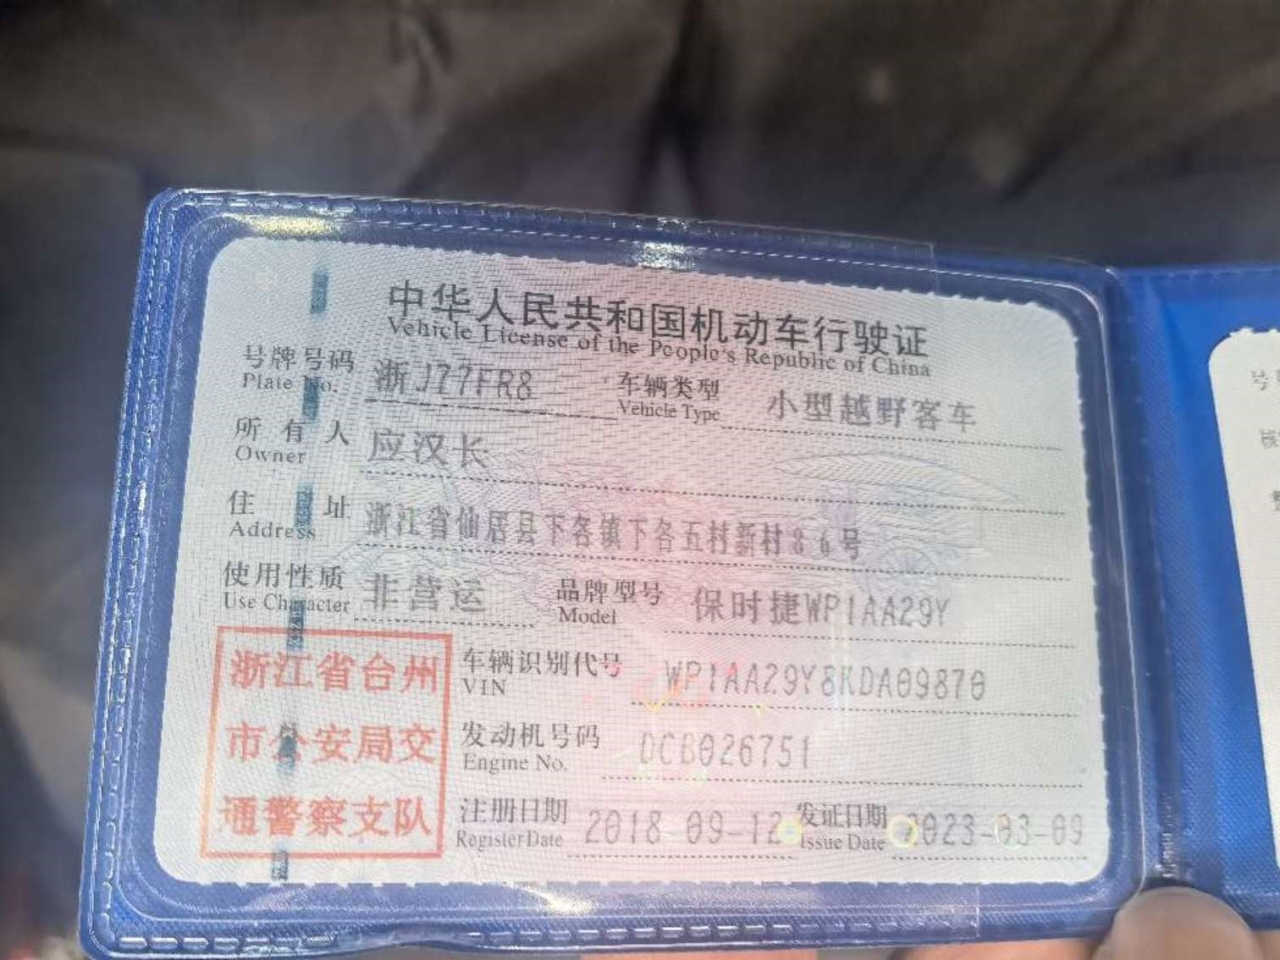 中华人民共和国机动车行驶证
Vehicle License of the People's Republic of China
号牌号码 浙J77FR8 车辆类型 小型越野客车
Plate No. Vehicle Type
所有人 应汉长
Owner
住址 浙江省仙居县下各镇下各五村新村86号
Address
使用性质 非营运 品牌型号 保时捷WP1AA29Y
Use Character Model
浙江省台州
市公安局交
通警察支队
车辆识别代号 WP1AA29Y8KDA09870
VIN
发动机号码 DCB026751
Engine No.
注册日期 2018-09-12 发证日期 2023-03-09
Register Date Issue Date
号